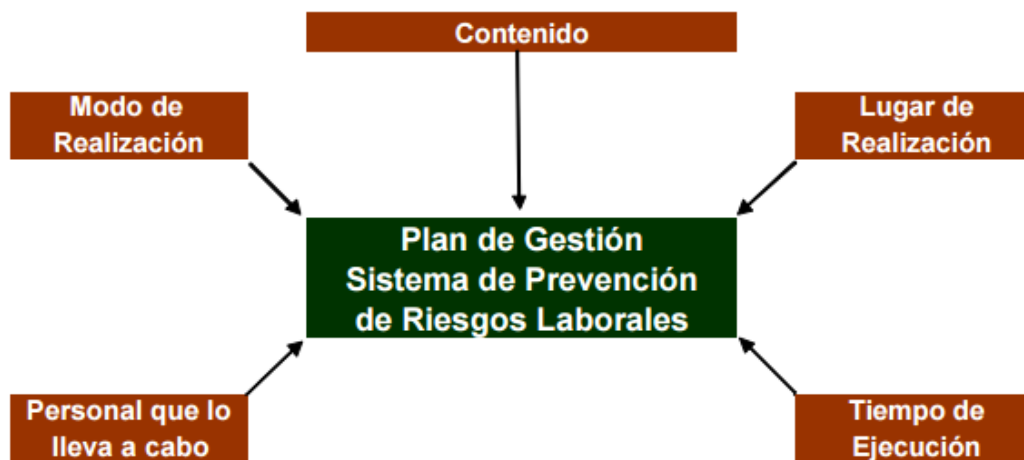 Contenido
Modo de
Realización
Lugar de
Realización
Plan de Gestión
Sistema de Prevención
de Riesgos Laborales
Personal que lo
lleva a cabo
Tiempo de
Ejecución